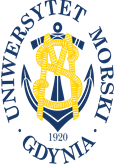 UNIWERSYTET MORSKI
1920
· GDYNIA ·